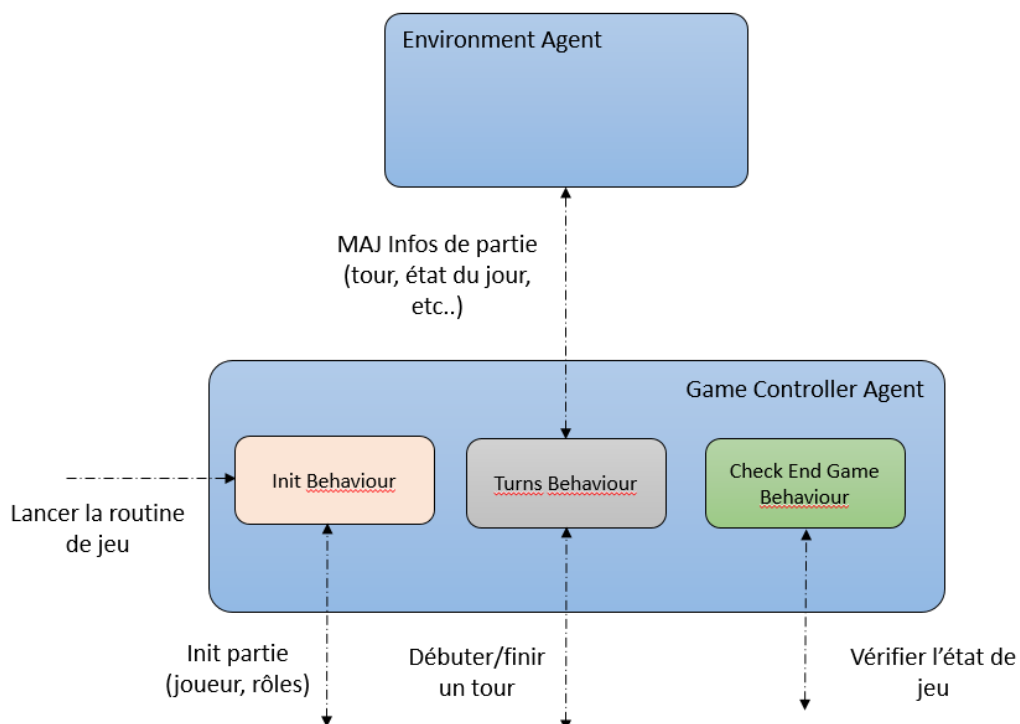 Environment Agent
MAJ Infos de partie
(tour, état du jour,
etc..)
Game Controller Agent
Init Behaviour
Turns Behaviour
Check End Game
Behaviour
Lancer la routine
de jeu
Init partie
(joueur, rôles)
Débuter/finir
un tour
Vérifier l’état de
jeu